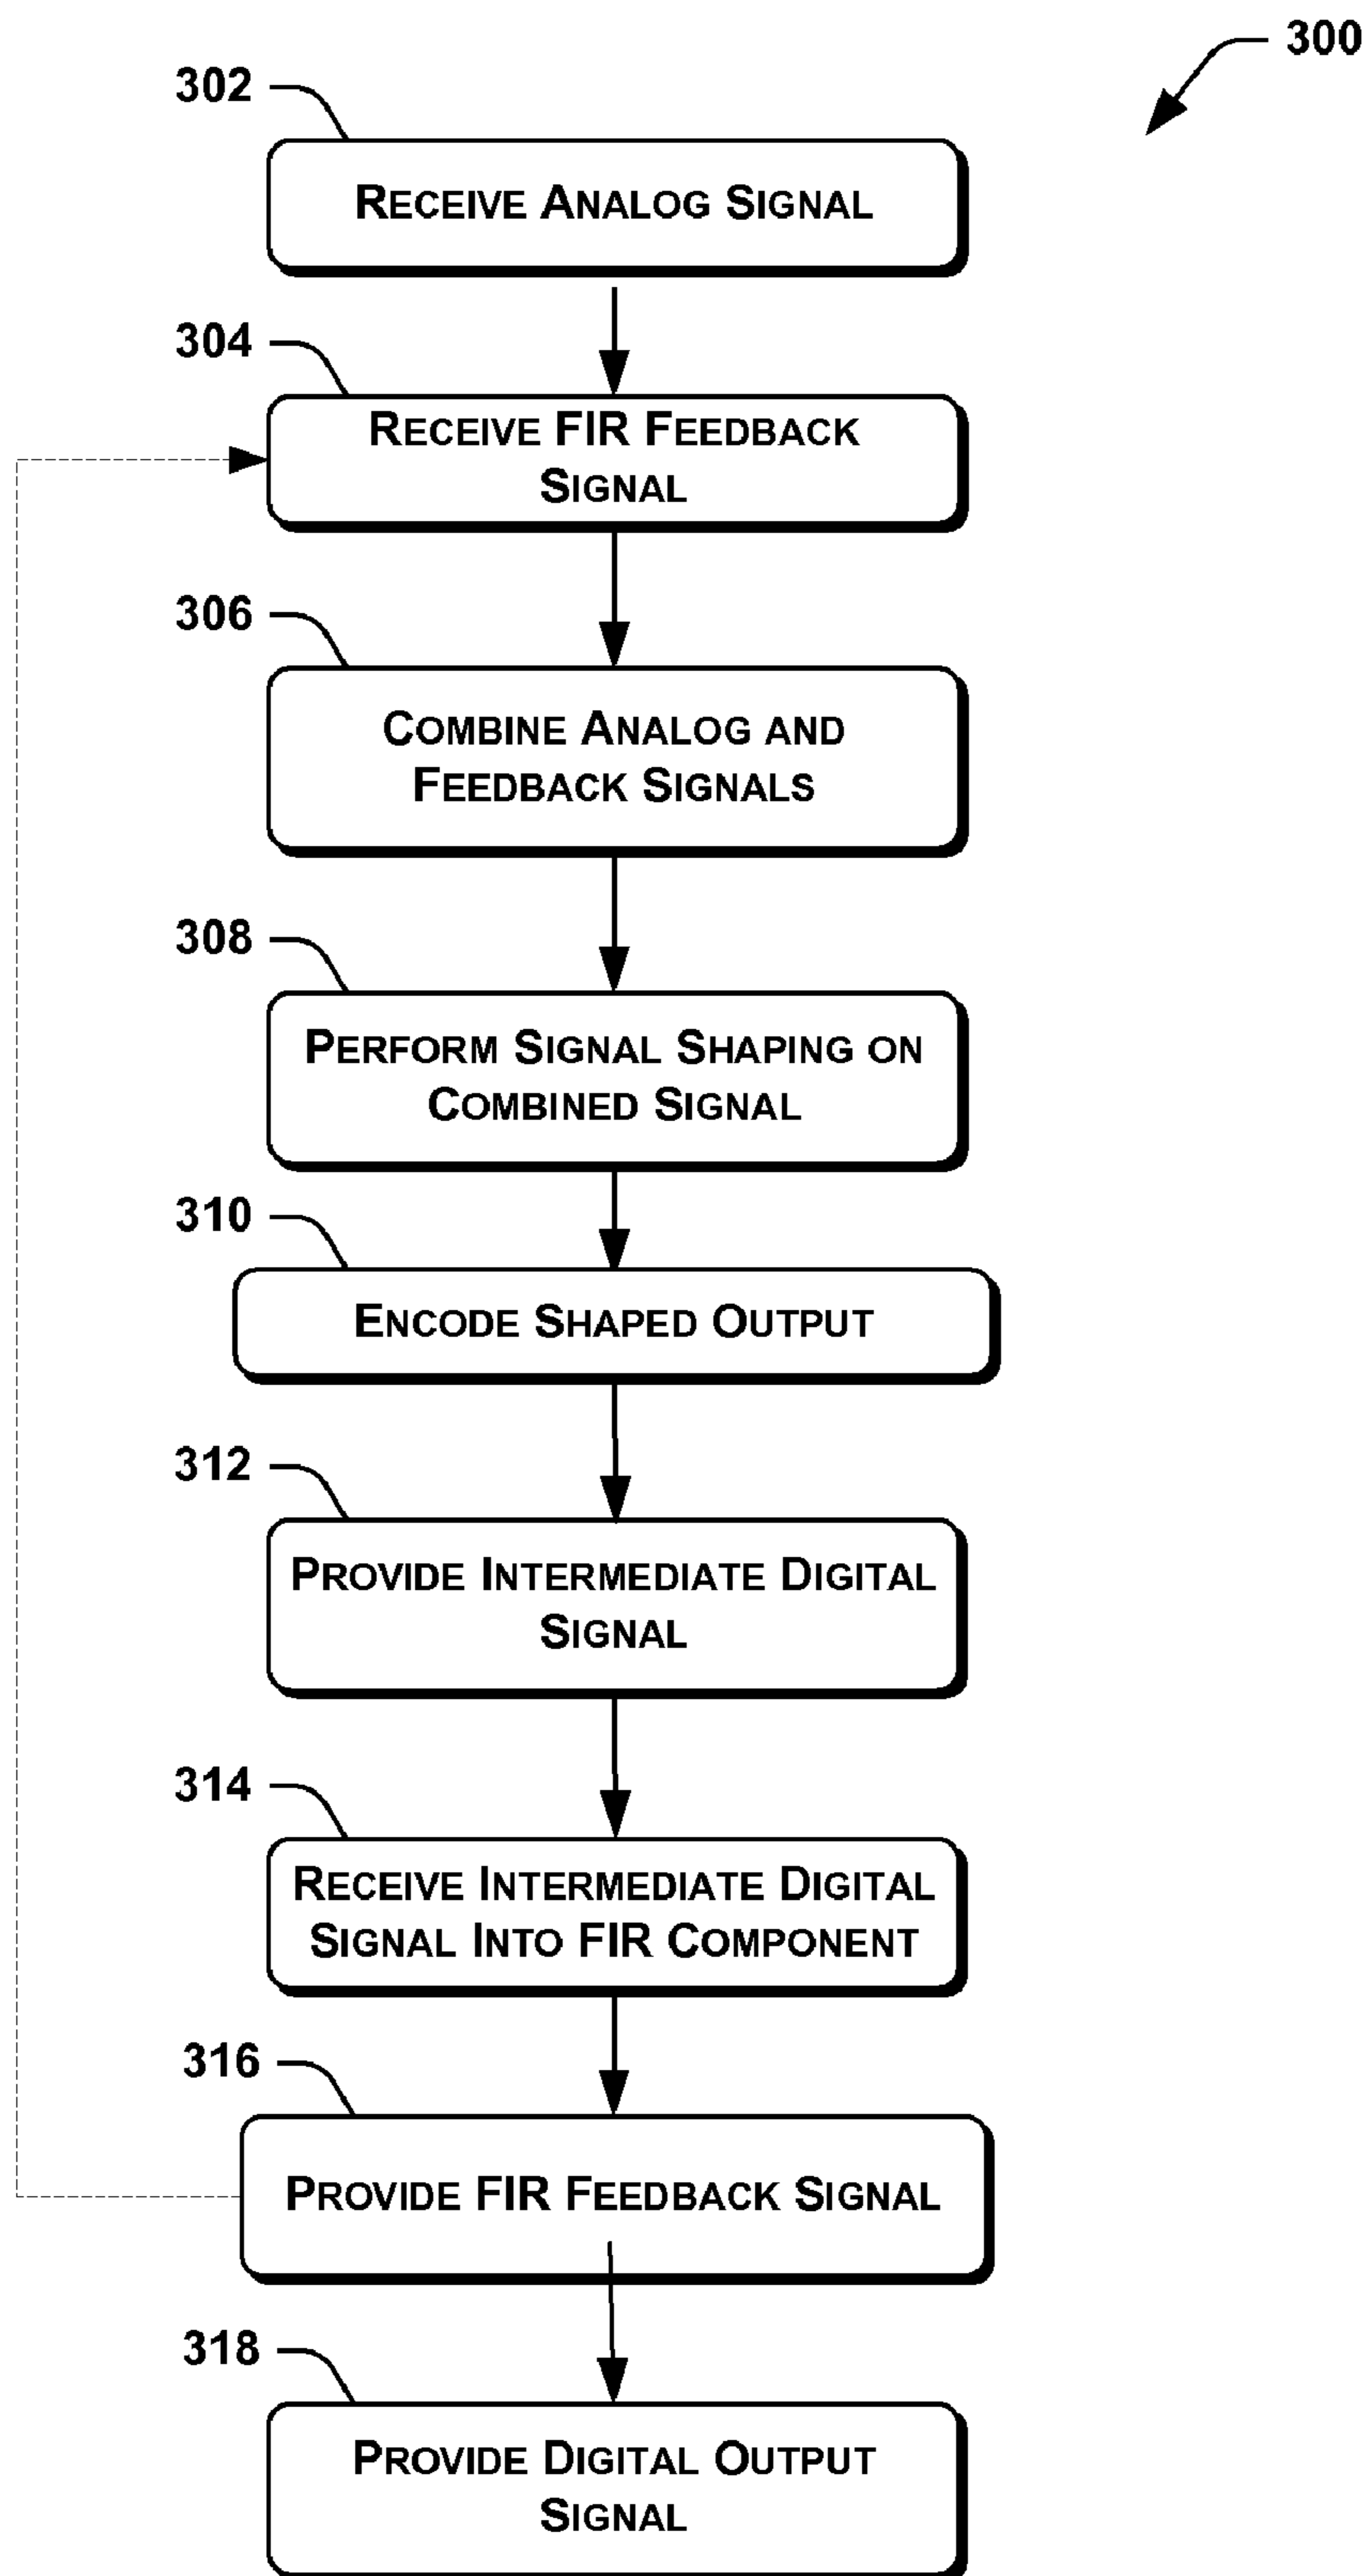 300
302
RECEIVE ANALOG SIGNAL
304
RECEIVE FIR FEEDBACK
SIGNAL
306
COMBINE ANALOG AND
FEEDBACK SIGNALS
308
PERFORM SIGNAL SHAPING ON
COMBINED SIGNAL
310
ENCODE SHAPED OUTPUT
312
PROVIDE INTERMEDIATE DIGITAL
SIGNAL
314
RECEIVE INTERMEDIATE DIGITAL
SIGNAL INTO FIR COMPONENT
316
PROVIDE FIR FEEDBACK SIGNAL
318
PROVIDE DIGITAL OUTPUT
SIGNAL